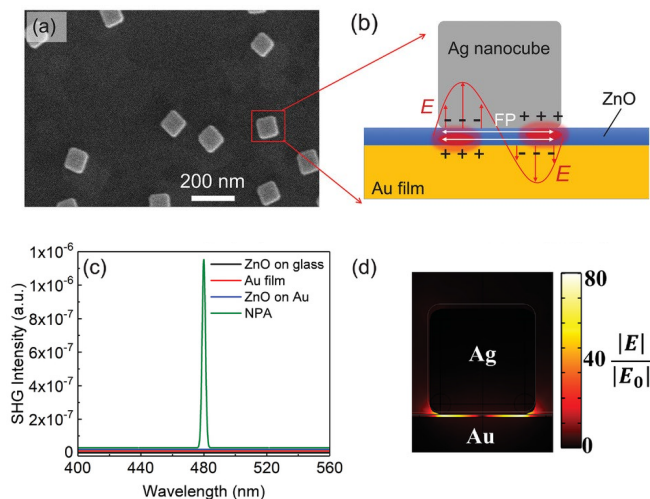 (a)
200 nm
(b)
Ag nanocube
ZnO
E
FP
+ + +
- - -
+ + +
- - -
E
Au film
(c)
SHG Intensity (a.u.)
1x10⁻⁶
8x10⁻⁷
6x10⁻⁷
4x10⁻⁷
2x10⁻⁷
0
400 440 480 520 560
Wavelength (nm)
ZnO on glass
Au film
ZnO on Au
NPA
(d)
Ag
Au
80
40
0
|E|
|E₀|